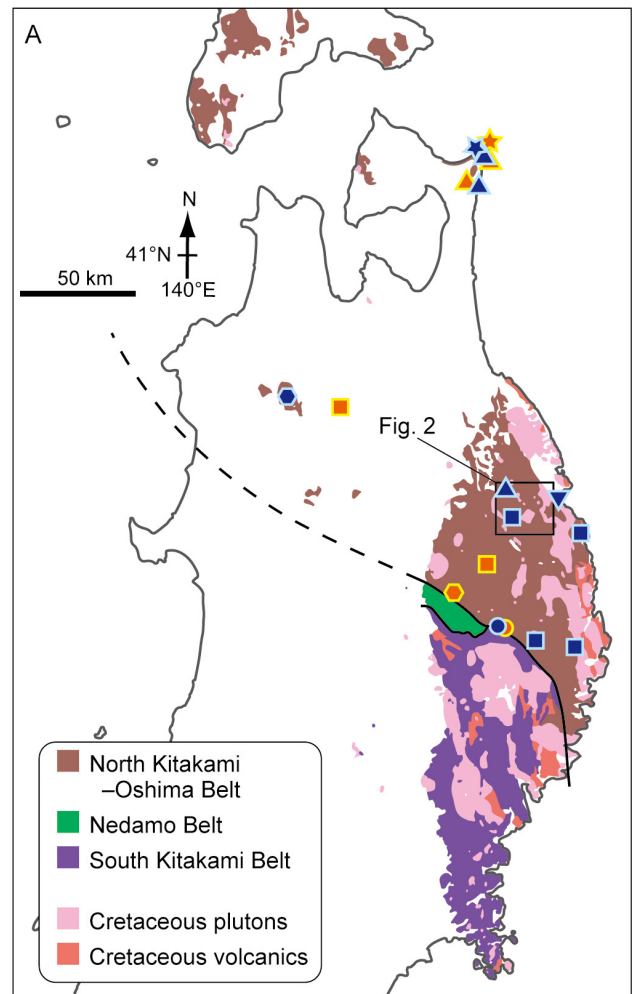 A
N
41°N
140°E
50 km
Fig. 2
North Kitakami
–Oshima Belt
Nedamo Belt
South Kitakami Belt
Cretaceous plutons
Cretaceous volcanics